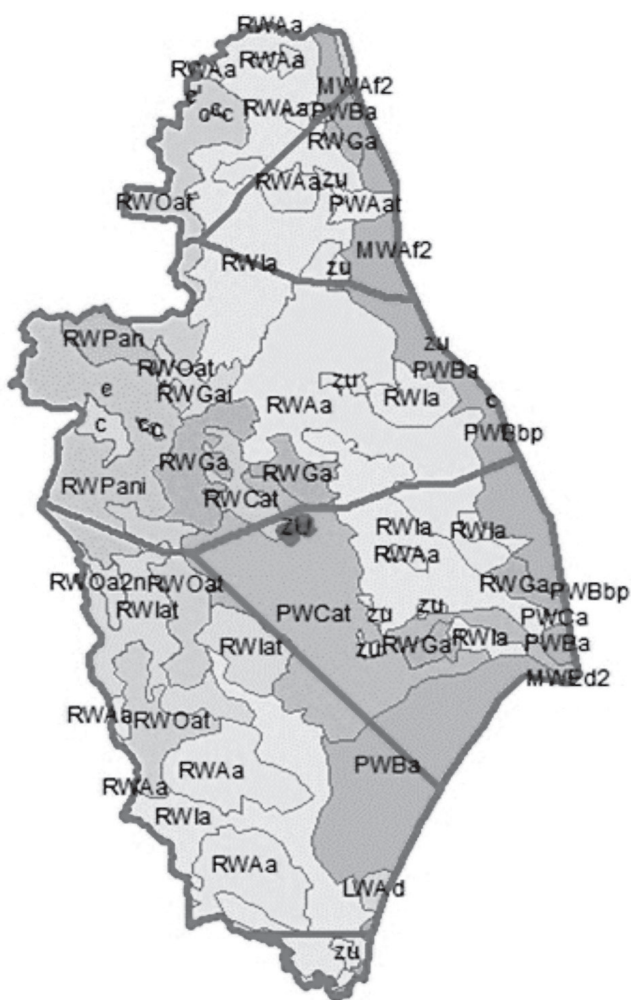 RWAa
RWAa
RWAa
MWAf2
c
c
RWAa
PWBa
RWGa
RWAa
zu
RWOat
PWAat
MWAf2
RWIa
zu
zu
RWPan
RWOat
PWBa
zu
e
RWGai
RWAa
RWIa
c
c
PWBbp
RWGa
RWGa
RWPani
RWCat
ZU
RWIa
RWIa
RWAa
RWOa2n
RWOat
RWGa
PWBbp
RWIat
PWCat
zu
zu
PWCa
RWIat
zu
RWGa
RWIa
PWBa
MWEd2
RWAa
RWOat
PWBa
RWAa
RWAa
RWIa
RWAa
LWAd
zu